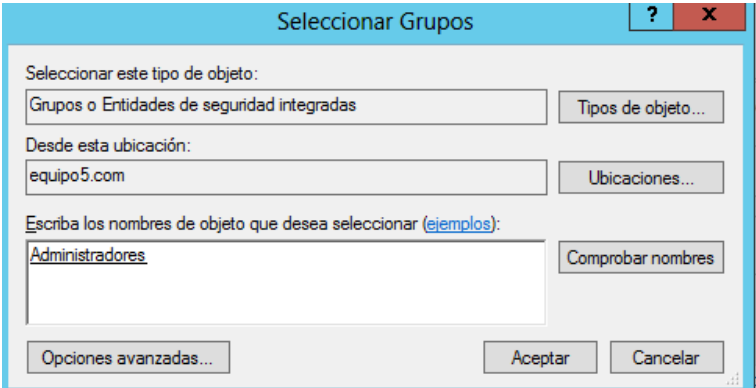 Seleccionar Grupos
? x
Seleccionar este tipo de objeto:
Grupos o Entidades de seguridad integradas
Tipos de objeto...
Desde esta ubicación:
equipo5.com
Ubicaciones...
Escriba los nombres de objeto que desea seleccionar (ejemplos):
Administradores
Comprobar nombres
Opciones avanzadas...
Aceptar
Cancelar